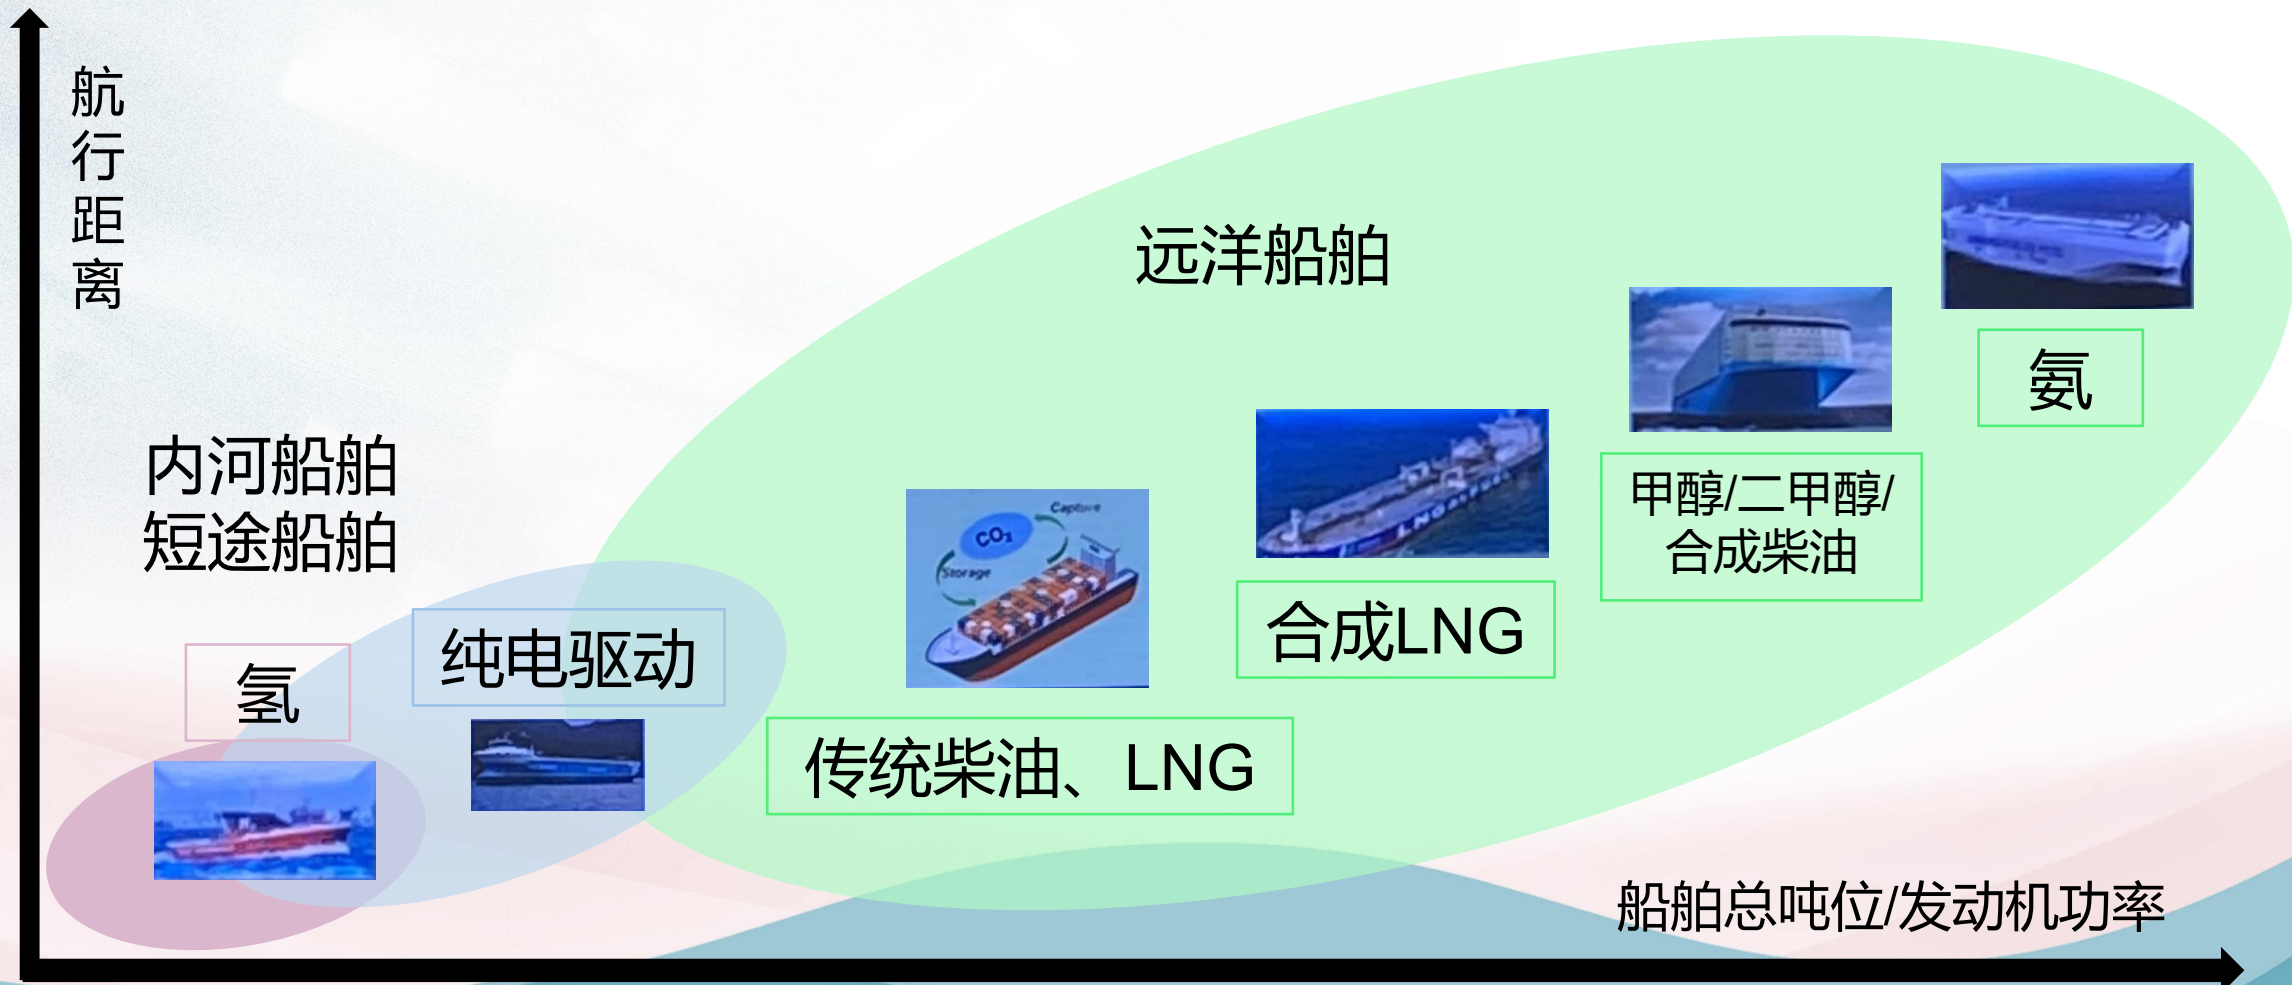 航行距离
远洋船舶
氨
甲醇/二甲醇/
合成柴油
内河船舶
短途船舶
Capture
CO₂
Storage
LNG
合成LNG
纯电驱动
氢
传统柴油、LNG
船舶总吨位/发动机功率